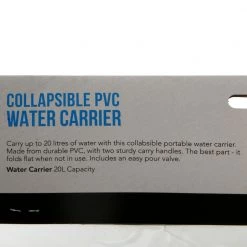 COLLAPSIBLE PVC
WATER CARRIER
Carry up to 20 litres of water with this collabsible portable water carrier.
Made from durable PVC, with two sturdy carry handles. The best part - it
folds flat when not in use. Includes an easy pour valve.
Water Carrier 20L Capacity